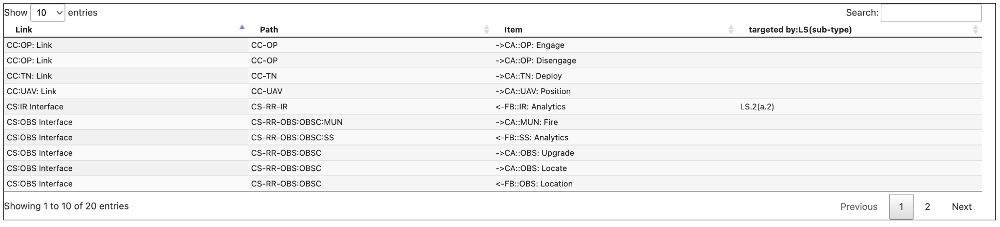 Show 10 entries Search:
Link Path Item targeted by:LS(sub-type)
CC:OP: Link CC-OP ->CA::OP: Engage
CC:OP: Link CC-OP ->CA::OP: Disengage
CC:TN: Link CC-TN ->CA::TN: Deploy
CC:UAV: Link CC-UAV ->CA::UAV: Position
CS:IR Interface CS-RR-IR <-FB::IR: Analytics LS.2(a.2)
CS:OBS Interface CS-RR-OBS:OBSC:MUN ->CA::MUN: Fire
CS:OBS Interface CS-RR-OBS:OBSC:SS <-FB::SS: Analytics
CS:OBS Interface CS-RR-OBS:OBSC ->CA::OBS: Upgrade
CS:OBS Interface CS-RR-OBS:OBSC ->CA::OBS: Locate
CS:OBS Interface CS-RR-OBS:OBSC <-FB::OBS: Location
Showing 1 to 10 of 20 entries Previous 1 2 Next